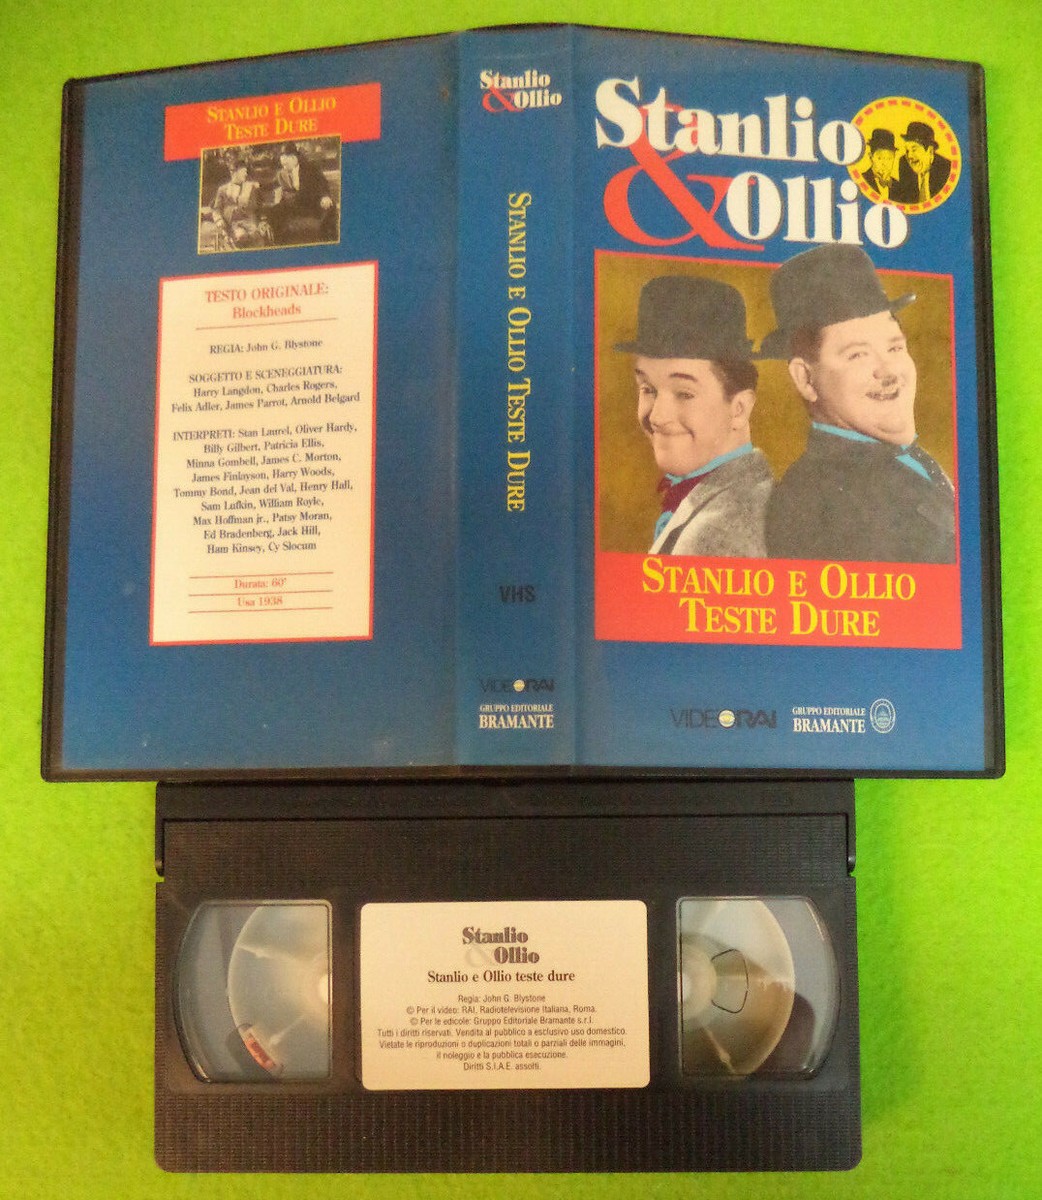 STANLIO E OLLIO
TESTE DURE
TESTO ORIGINALE:
Blockheads
REGIA: John G. Blystone
SOGGETTO E SCENEGGIATURA:
Harry Langdon, Charles Rogers,
Felix Adler, James Parrot, Arnold Belgard
INTERPRETI: Stan Laurel, Oliver Hardy,
Billy Gilbert, Patricia Ellis,
Minna Gombell, James C. Morton,
James Finlayson, Harry Woods,
Tommy Bond, Jean del Val, Henry Hall,
Sam Lufkin, William Royle,
Max Hoffman jr., Patsy Moran,
Ed Bradenberg, Jack Hill,
Ham Kinsey, Cy Slocum
Durata: 60'
Usa 1938
Stanlio
& Ollio
STANLIO E OLLIO TESTE DURE
VHS
VIDEORAI
GRUPPO EDITORIALE
BRAMANTE
Stanlio
& Ollio
STANLIO E OLLIO
TESTE DURE
VIDEORAI
GRUPPO EDITORIALE
BRAMANTE
Stanlio
& Ollio
Stanlio e Ollio teste dure
Regia: John G. Blystone
© Per il video: RAI, Radiotelevisione Italiana, Roma.
© Per le edicole: Gruppo Editoriale Bramante s.r.l.
Tutti i diritti riservati. Vendita al pubblico a esclusivo uso domestico.
Vietate le riproduzioni o duplicazioni totali o parziali delle immagini,
il noleggio e la pubblica esecuzione.
Diritti S.I.A.E. assolti.